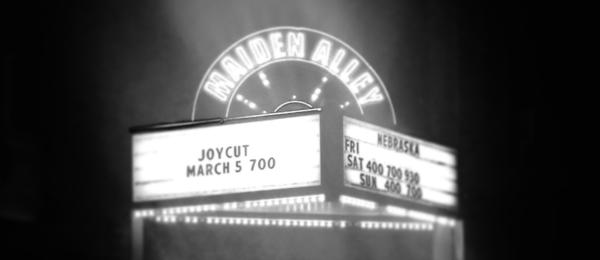 MAIDEN ALLEY
JOYCUT
MARCH 5 700
NEBRASKA
FRI
SAT 400 700 930
SUN 400 700